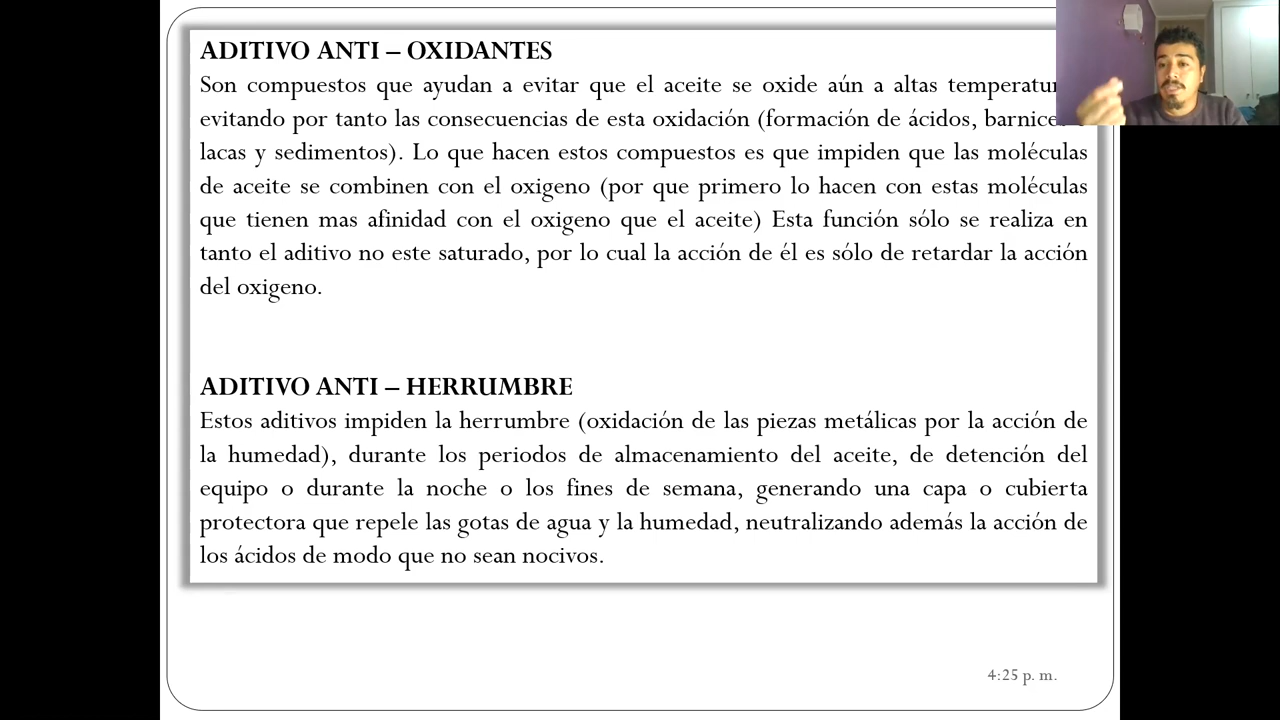 ADITIVO ANTI – OXIDANTES
Son compuestos que ayudan a evitar que el aceite se oxide aún a altas
evitando por tanto las consecuencias de esta oxidación (formación de ácidos,
lacas y sedimentos). Lo que hacen estos compuestos es que impiden que las moléculas
de aceite se combinen con el oxigeno (por que primero lo hacen con estas moléculas
que tienen mas afinidad con el oxigeno que el aceite) Esta función sólo se realiza en
tanto el aditivo no este saturado, por lo cual la acción de él es sólo de retardar la acción
del oxigeno.
ADITIVO ANTI – HERRUMBRE
Estos aditivos impiden la herrumbre (oxidación de las piezas metálicas por la acción de
la humedad), durante los periodos de almacenamiento del aceite, de detención del
equipo o durante la noche o los fines de semana, generando una capa o cubierta
protectora que repele las gotas de agua y la humedad, neutralizando además la acción de
los ácidos de modo que no sean nocivos.
4:25 p. m.